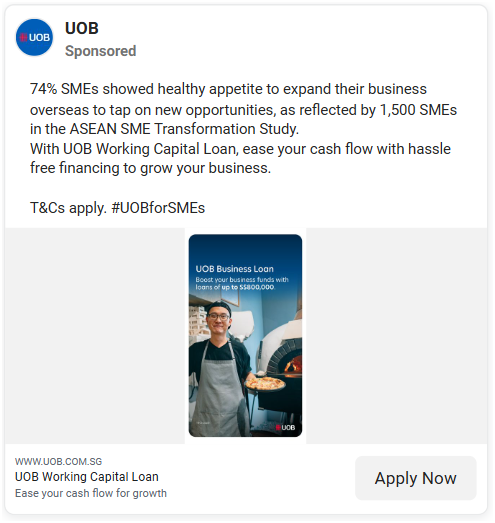 UOB
UOB
Sponsored
74% SMEs showed healthy appetite to expand their business
overseas to tap on new opportunities, as reflected by 1,500 SMEs
in the ASEAN SME Transformation Study.
With UOB Working Capital Loan, ease your cash flow with hassle
free financing to grow your business.
T&Cs apply. #UOBforSMEs
UOB Business Loan
Boost your business funds with
loans of up to S$800,000.
UOB
WWW.UOB.COM.SG
UOB Working Capital Loan
Ease your cash flow for growth
Apply Now